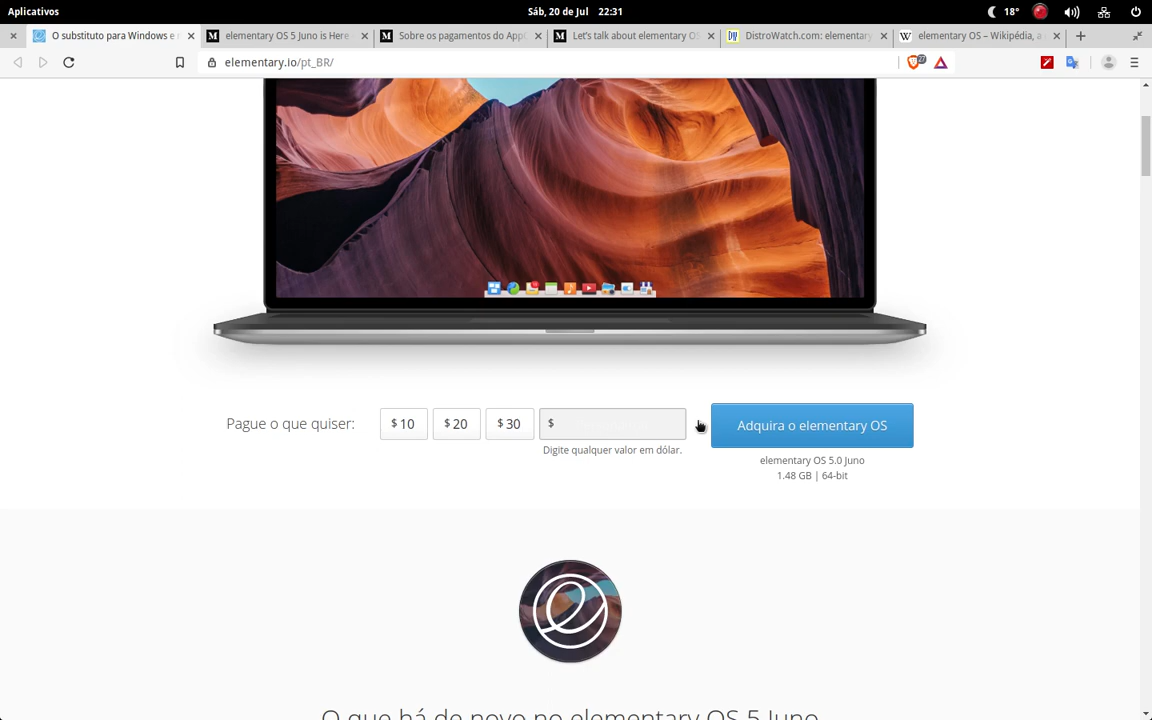 Aplicativos
Sáb, 20 de Jul 22:31
18°
O substituto para Windows e
elementary OS 5 Juno is Here
Sobre os pagamentos do App
Let's talk about elementary OS
DistroWatch.com: elementary
elementary OS – Wikipédia, a
elementary.io/pt_BR/
27
Pague o que quiser:
$ 10
$ 20
$ 30
$
Adquira o elementary OS
Digite qualquer valor em dólar.
elementary OS 5.0 Juno
1.48 GB | 64-bit
O que há de novo no elementary OS 5 Juno